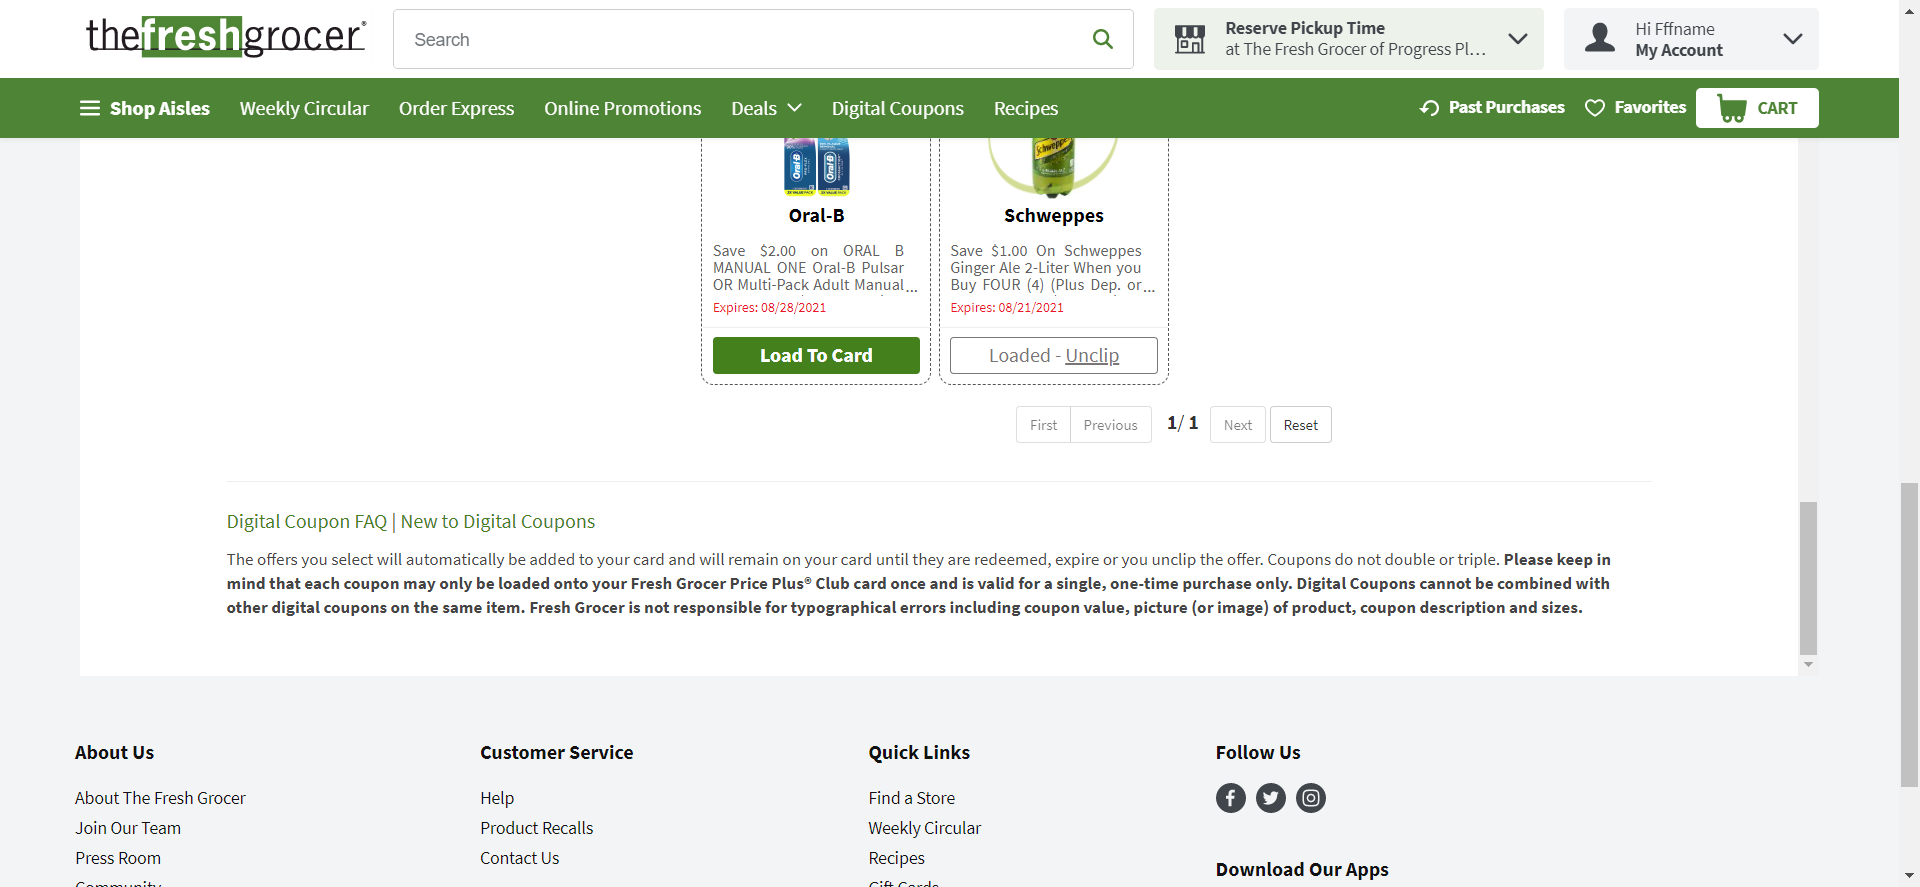 thefreshgrocer®
Search
Reserve Pickup Time
at The Fresh Grocer of Progress Pl...
Hi Fffname
My Account
Shop Aisles
Weekly Circular
Order Express
Online Promotions
Deals
Digital Coupons
Recipes
Past Purchases
Favorites
CART
Oral-B
Oral-B
Schweppes
Oral-B
Save $2.00 on ORAL B
MANUAL ONE Oral-B Pulsar
OR Multi-Pack Adult Manual...
Expires: 08/28/2021
Load To Card
Schweppes
Save $1.00 On Schweppes
Ginger Ale 2-Liter When you
Buy FOUR (4) (Plus Dep. or...
Expires: 08/21/2021
Loaded - Unclip
First
Previous
1/ 1
Next
Reset
Digital Coupon FAQ | New to Digital Coupons
The offers you select will automatically be added to your card and will remain on your card until they are redeemed, expire or you unclip the offer. Coupons do not double or triple. Please keep in
mind that each coupon may only be loaded onto your Fresh Grocer Price Plus® Club card once and is valid for a single, one-time purchase only. Digital Coupons cannot be combined with
other digital coupons on the same item. Fresh Grocer is not responsible for typographical errors including coupon value, picture (or image) of product, coupon description and sizes.
About Us
About The Fresh Grocer
Join Our Team
Press Room
Community
Customer Service
Help
Product Recalls
Contact Us
Quick Links
Find a Store
Weekly Circular
Recipes
Gift Cards
Follow Us
Download Our Apps